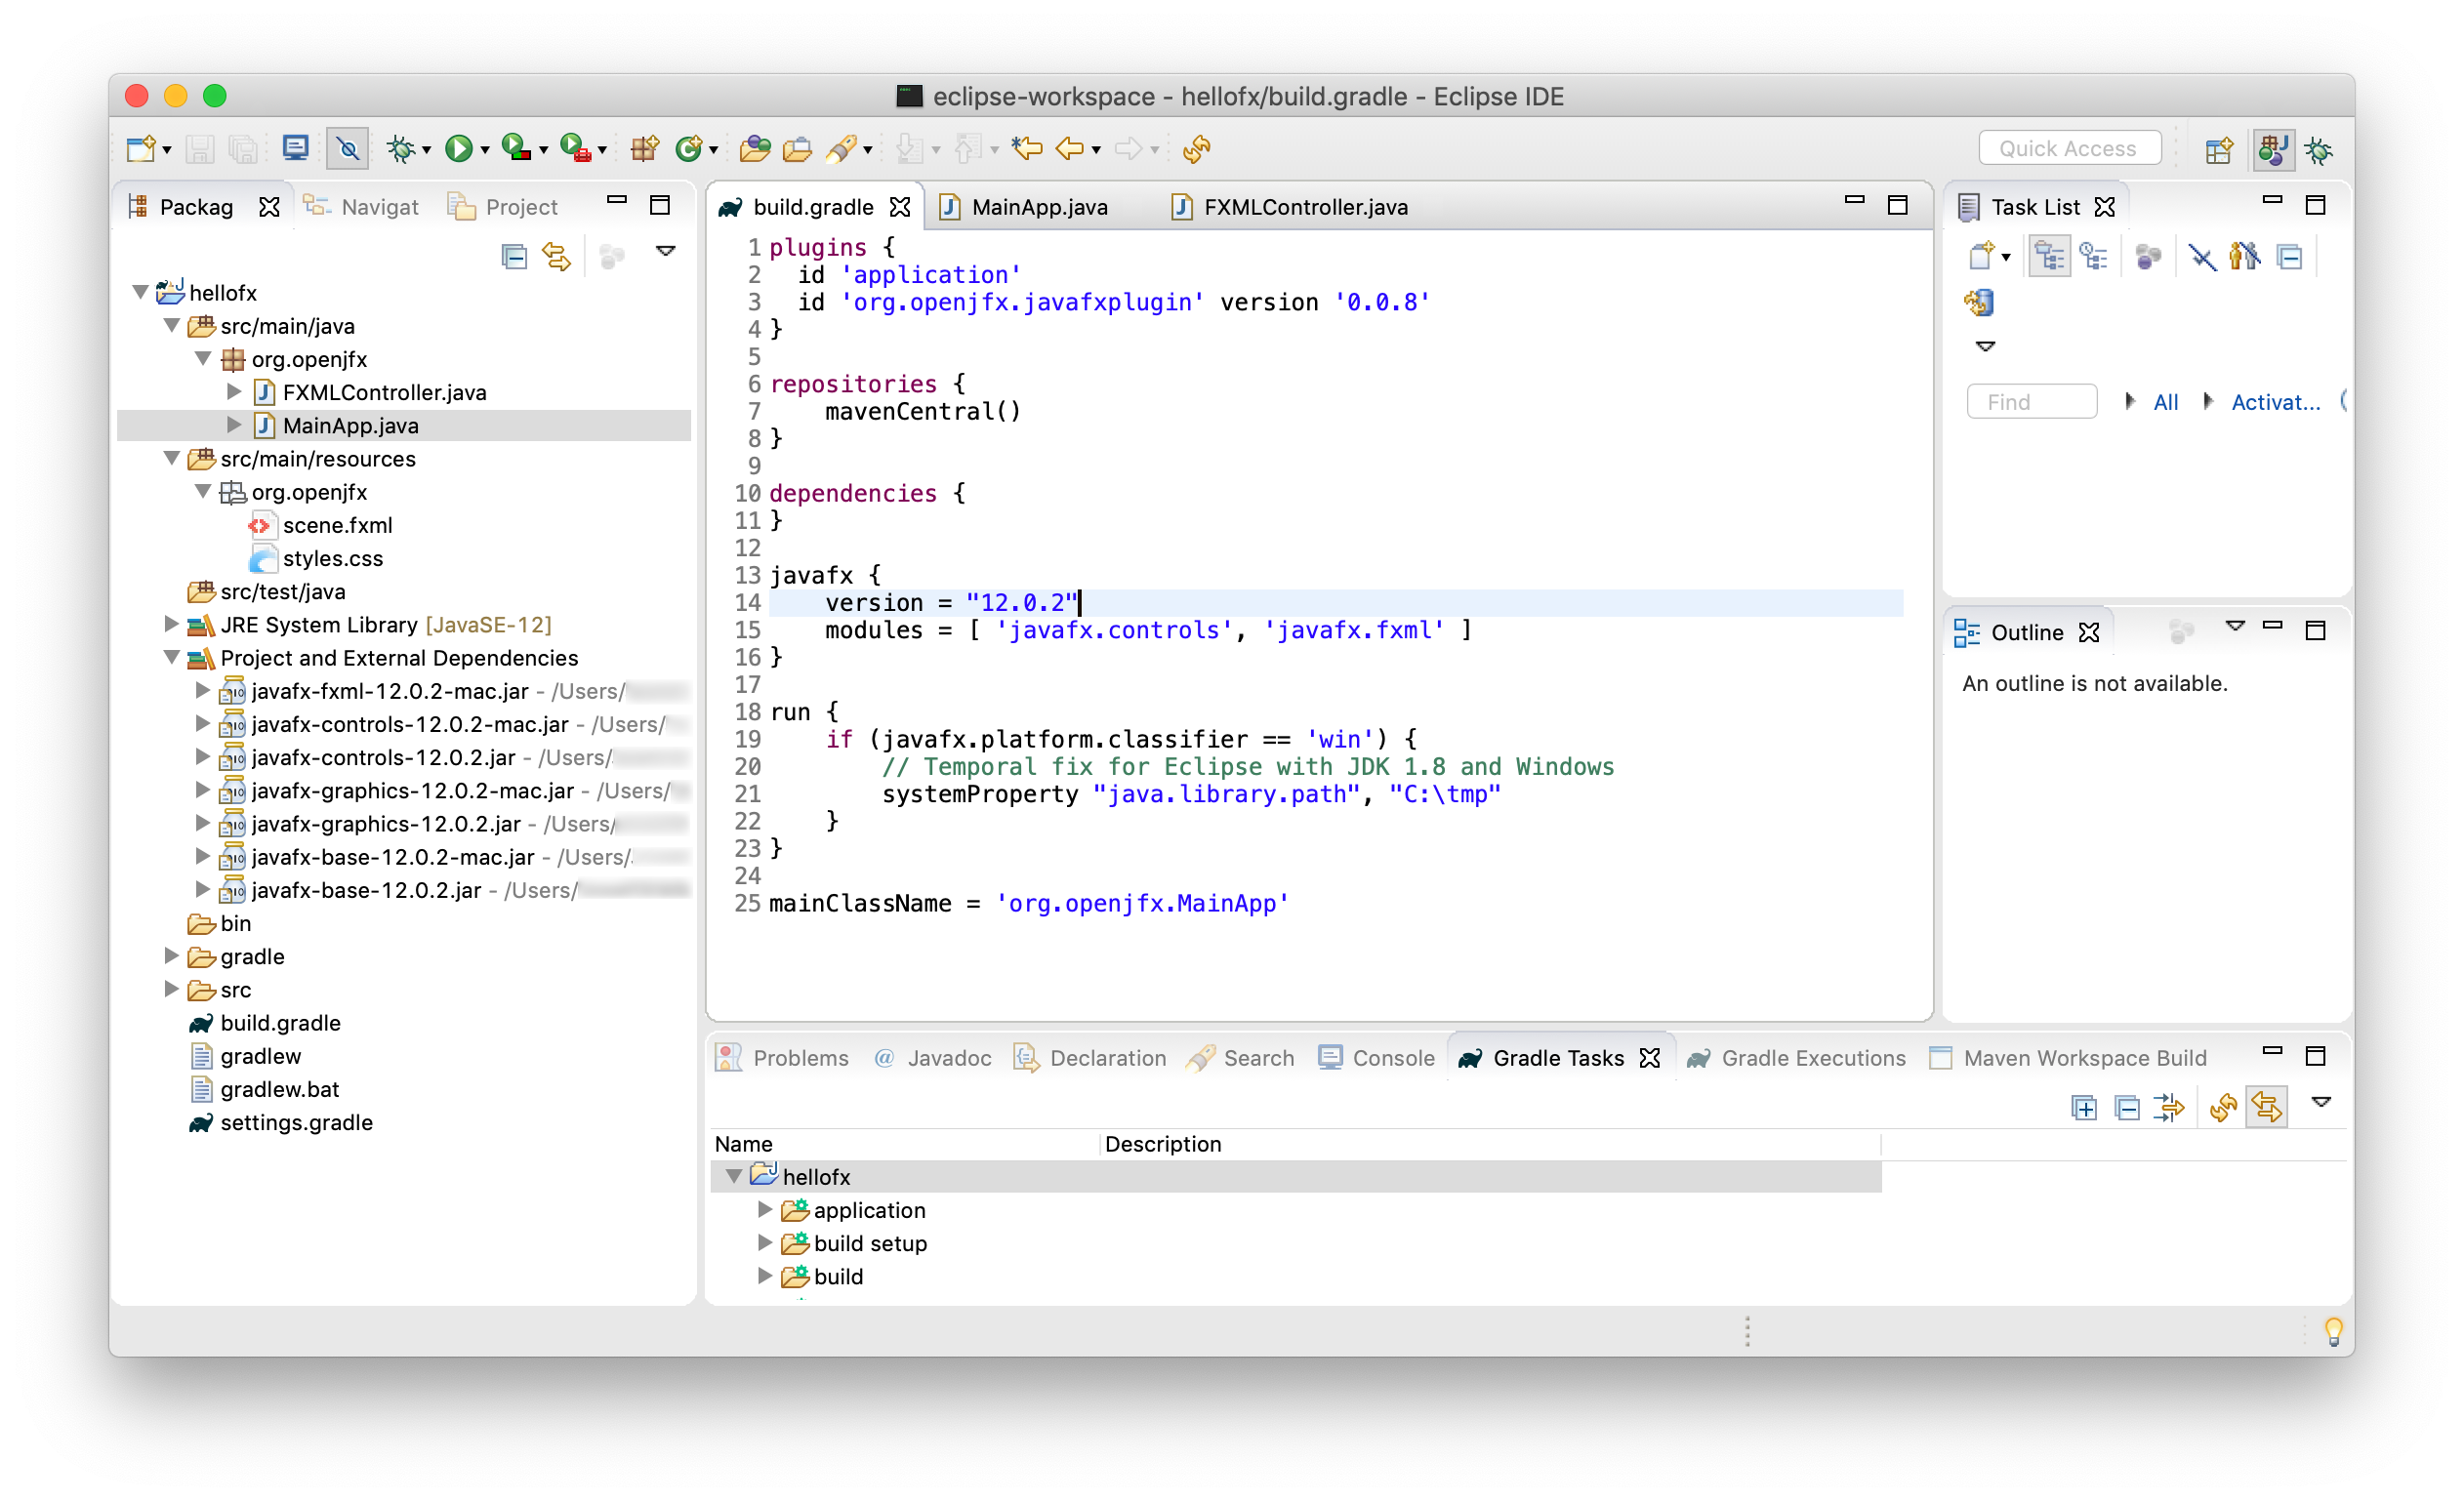 eclipse-workspace - hellofx/build.gradle - Eclipse IDE
Quick Access
Packag
Navigat
Project
hellofx
src/main/java
org.openjfx
FXMLController.java
MainApp.java
src/main/resources
org.openjfx
scene.fxml
styles.css
src/test/java
JRE System Library [JavaSE-12]
Project and External Dependencies
javafx-fxml-12.0.2-mac.jar - /Users/
javafx-controls-12.0.2-mac.jar - /Users/
javafx-controls-12.0.2.jar - /Users/
javafx-graphics-12.0.2-mac.jar - /Users/
javafx-graphics-12.0.2.jar - /Users/
javafx-base-12.0.2-mac.jar - /Users/
javafx-base-12.0.2.jar - /Users/
bin
gradle
src
build.gradle
gradlew
gradlew.bat
settings.gradle
build.gradle
MainApp.java
FXMLController.java
1 plugins {
2   id 'application'
3   id 'org.openjfx.javafxplugin' version '0.0.8'
4 }
5
6 repositories {
7     mavenCentral()
8 }
9
10 dependencies {
11 }
12
13 javafx {
14     version = "12.0.2"
15     modules = [ 'javafx.controls', 'javafx.fxml' ]
16 }
17
18 run {
19     if (javafx.platform.classifier == 'win') {
20         // Temporal fix for Eclipse with JDK 1.8 and Windows
21         systemProperty "java.library.path", "C:\tmp"
22     }
23 }
24
25 mainClassName = 'org.openjfx.MainApp'
Task List
Find
All
Activat...
Outline
An outline is not available.
Problems
Javadoc
Declaration
Search
Console
Gradle Tasks
Gradle Executions
Maven Workspace Build
Name
Description
hellofx
application
build setup
build